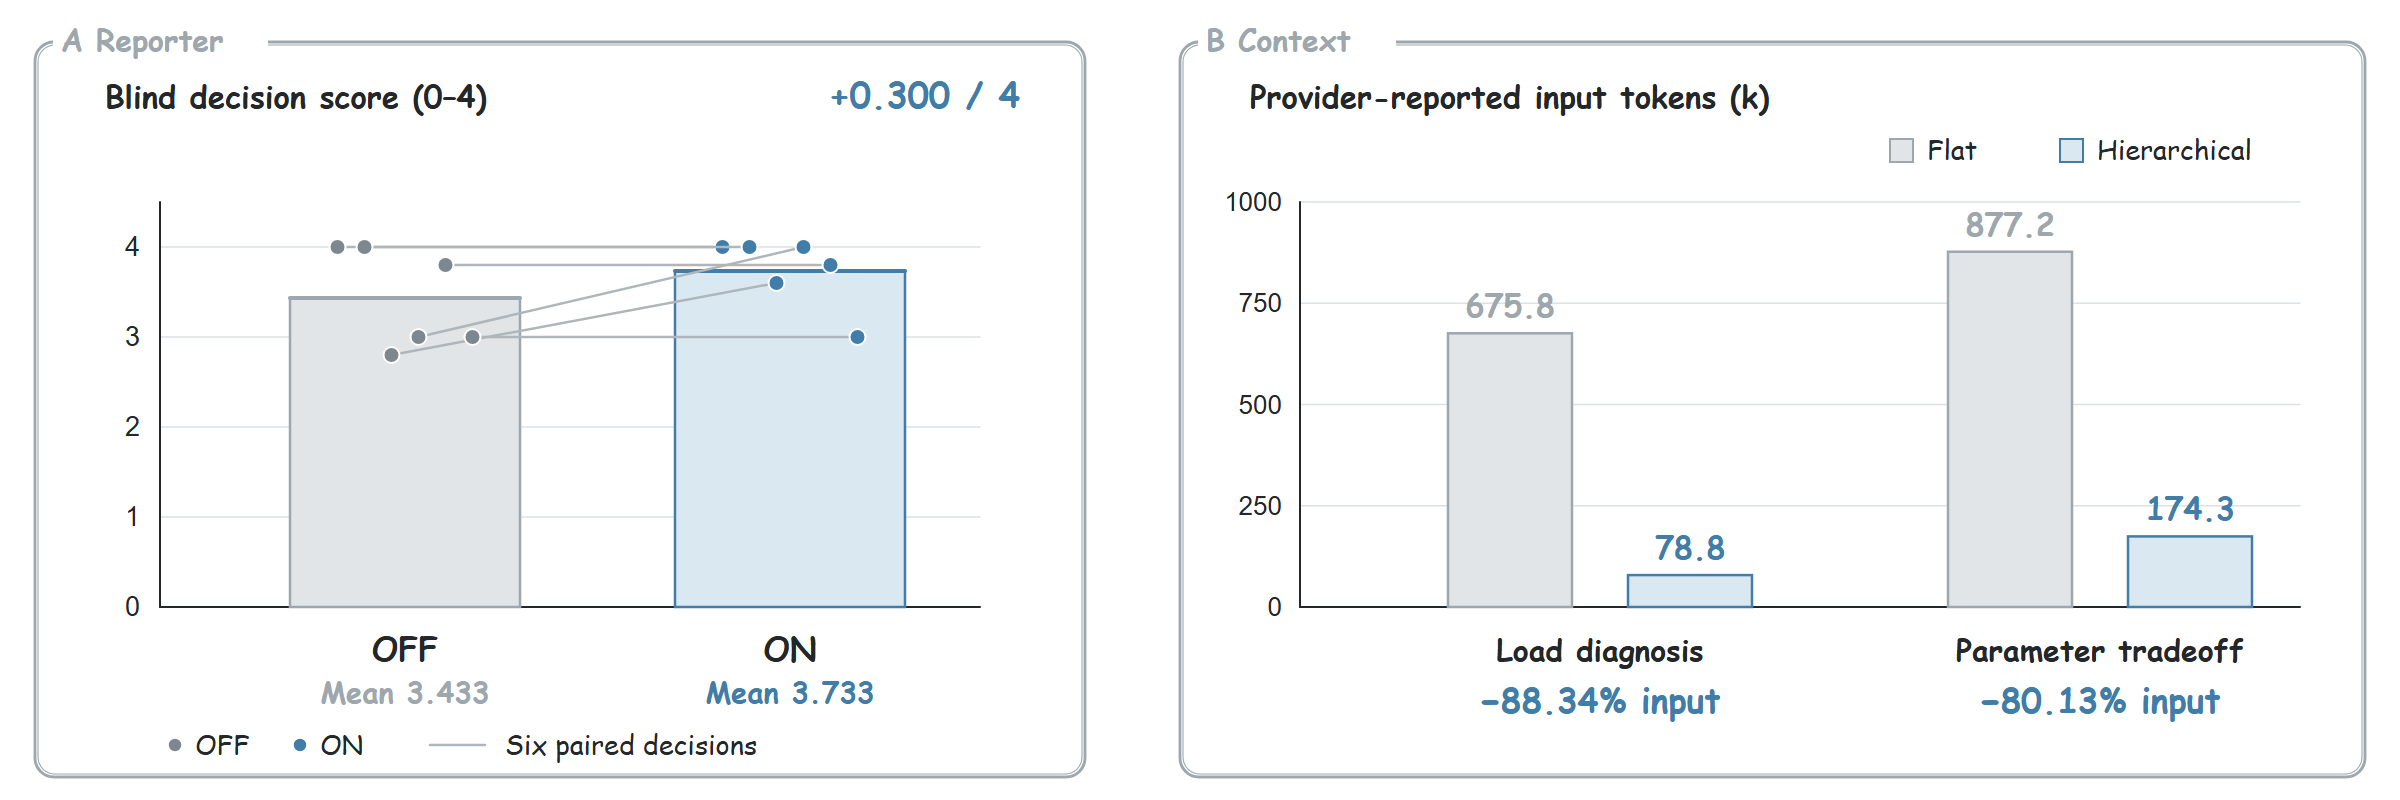 A Reporter
Blind decision score (0–4)
+0.300 / 4
4
3
2
1
0
OFF
ON
Mean 3.433
Mean 3.733
OFF
ON
Six paired decisions
B Context
Provider-reported input tokens (k)
Flat
Hierarchical
1000
750
500
250
0
675.8
78.8
877.2
174.3
Load diagnosis
Parameter tradeoff
−88.34% input
−80.13% input